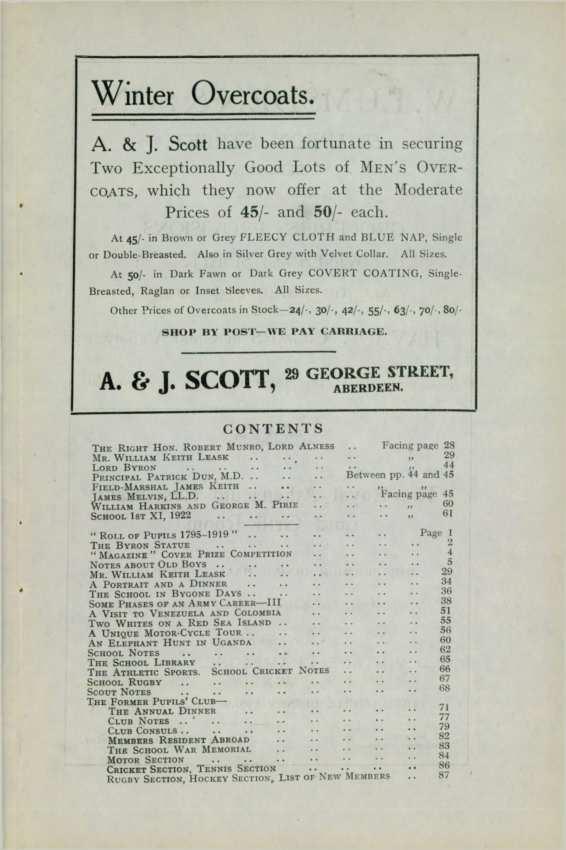 Winter Overcoats.
A. & J. Scott have been fortunate in securing
Two Exceptionally Good Lots of MEN'S OVER-
COATS, which they now offer at the Moderate
Prices of 45/- and 50/- each.
At 45/- in Brown or Grey FLEECY CLOTH and BLUE NAP, Single
or Double-Breasted. Also in Silver Grey with Velvet Collar. All Sizes.
At 50/- in Dark Fawn or Dark Grey COVERT COATING, Single-
Breasted, Raglan or Inset Sleeves. All Sizes.
Other Prices of Overcoats in Stock—24/-, 30/-, 42/-, 55/-, 63/-, 70/-, 80/-
SHOP BY POST—WE PAY CARRIAGE.
A. & J. SCOTT, 29 GEORGE STREET,
ABERDEEN.
CONTENTS
THE RIGHT HON. ROBERT MUNRO, LORD ALNESS .. Facing page 28
MR. WILLIAM KEITH LEASK .. .. .. .. .. ,, 29
LORD BYRON .. .. .. .. .. .. ,, 44
PRINCIPAL PATRICK DUN, M.D. .. .. .. Between pp. 44 and 45
FIELD-MARSHAL JAMES KEITH .. .. .. .. ,, ,,
JAMES MELVIN, LL.D. .. .. .. .. .. Facing page 45
WILLIAM HARKINS AND GEORGE M. PIRIE .. .. .. ,, 60
SCHOOL 1ST XI, 1922 .. .. .. .. .. .. ,, 61
"ROLL OF PUPILS 1795-1919" .. .. .. .. .. Page 1
THE BYRON STATUE .. .. .. .. .. .. .. 2
"MAGAZINE" COVER PRIZE COMPETITION .. .. .. .. 4
NOTES ABOUT OLD BOYS .. .. .. .. .. .. 5
MR. WILLIAM KEITH LEASK .. .. .. .. .. .. 29
A PORTRAIT AND A DINNER .. .. .. .. .. .. 34
THE SCHOOL IN BYGONE DAYS .. .. .. .. .. .. 36
SOME PHASES OF AN ARMY CAREER—III .. .. .. .. 38
A VISIT TO VENEZUELA AND COLOMBIA .. .. .. .. 51
TWO WHITES ON A RED SEA ISLAND .. .. .. .. .. 55
A UNIQUE MOTOR-CYCLE TOUR .. .. .. .. .. .. 56
AN ELEPHANT HUNT IN UGANDA .. .. .. .. .. 60
SCHOOL NOTES .. .. .. .. .. .. .. .. 62
THE SCHOOL LIBRARY .. .. .. .. .. .. .. 65
THE ATHLETIC SPORTS. SCHOOL CRICKET NOTES .. .. .. 66
SCHOOL RUGBY .. .. .. .. .. .. .. .. 67
SCOUT NOTES .. .. .. .. .. .. .. .. 68
THE FORMER PUPILS' CLUB—
THE ANNUAL DINNER .. .. .. .. .. .. 71
CLUB NOTES .. .. .. .. .. .. .. .. 77
CLUB CONSULS .. .. .. .. .. .. .. .. 79
MEMBERS RESIDENT ABROAD .. .. .. .. .. 82
THE SCHOOL WAR MEMORIAL .. .. .. .. .. 83
MOTOR SECTION .. .. .. .. .. .. .. 84
CRICKET SECTION, TENNIS SECTION .. .. .. .. 86
RUGBY SECTION, HOCKEY SECTION, LIST OF NEW MEMBERS .. 87